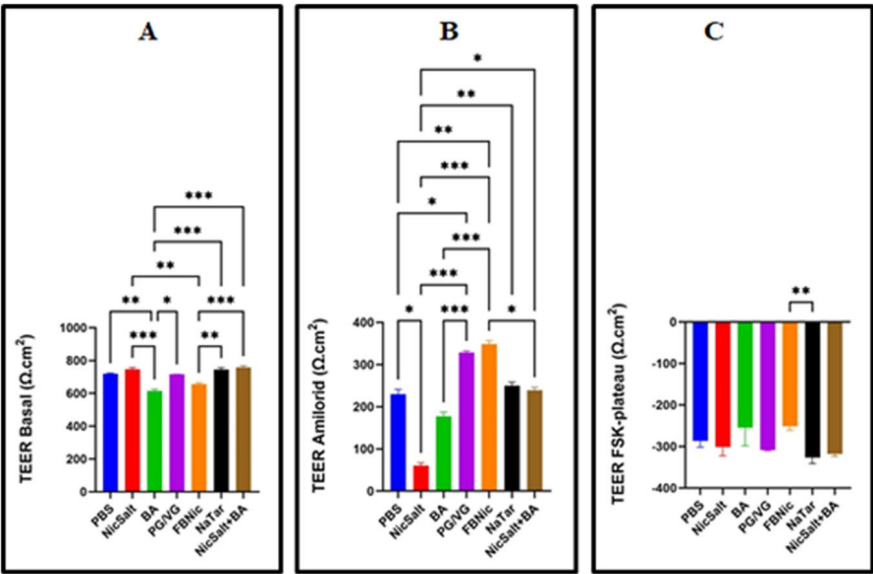 A
***
***
**
**
*
***
***
**
TEER Basal (Ω.cm²)
1000
800
600
400
200
0
PBS
NicSalt
BA
PG/VG
FBNic
NaTar
NicSalt+BA
B
*
**
**
***
*
***
***
*
***
*
TEER Amilorid (Ω.cm²)
400
300
200
100
0
PBS
NicSalt
BA
PG/VG
FBNic
NaTar
NicSalt+BA
C
**
TEER FSK-plateau (Ω.cm²)
0
-100
-200
-300
-400
PBS
NicSalt
BA
PG/VG
FBNic
NaTar
NicSalt+BA